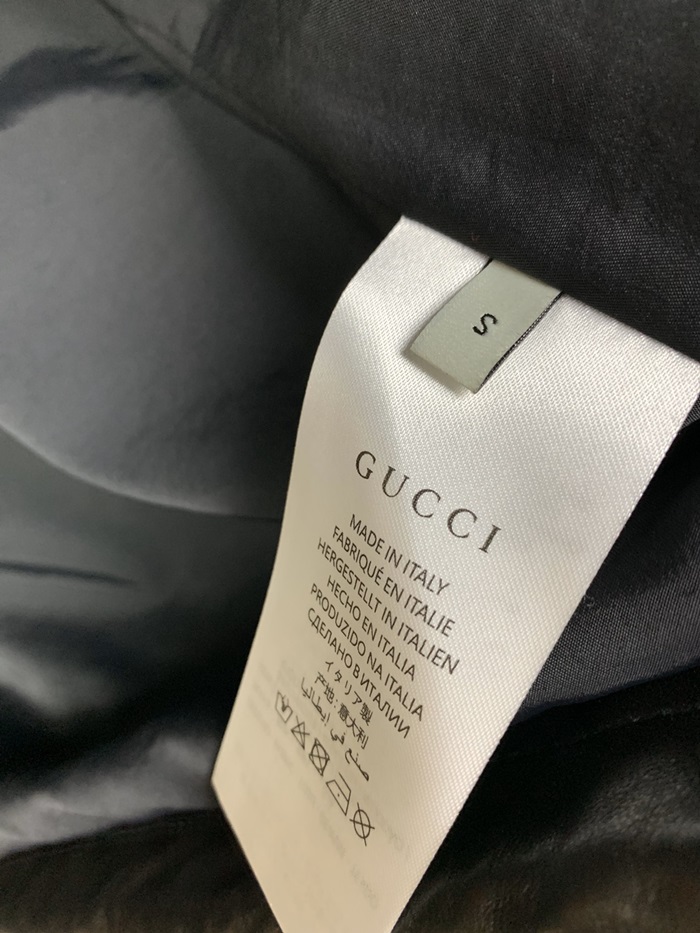 S
GUCCI
MADE IN ITALY
FABRIQUÉ EN ITALIE
HERGESTELLT IN ITALIEN
HECHO EN ITALIA
PRODUZIDO NA ITALIA
СДЕЛАНО В ИТАЛИИ
イタリア製
产地：意大利
صنع في إيطاليا